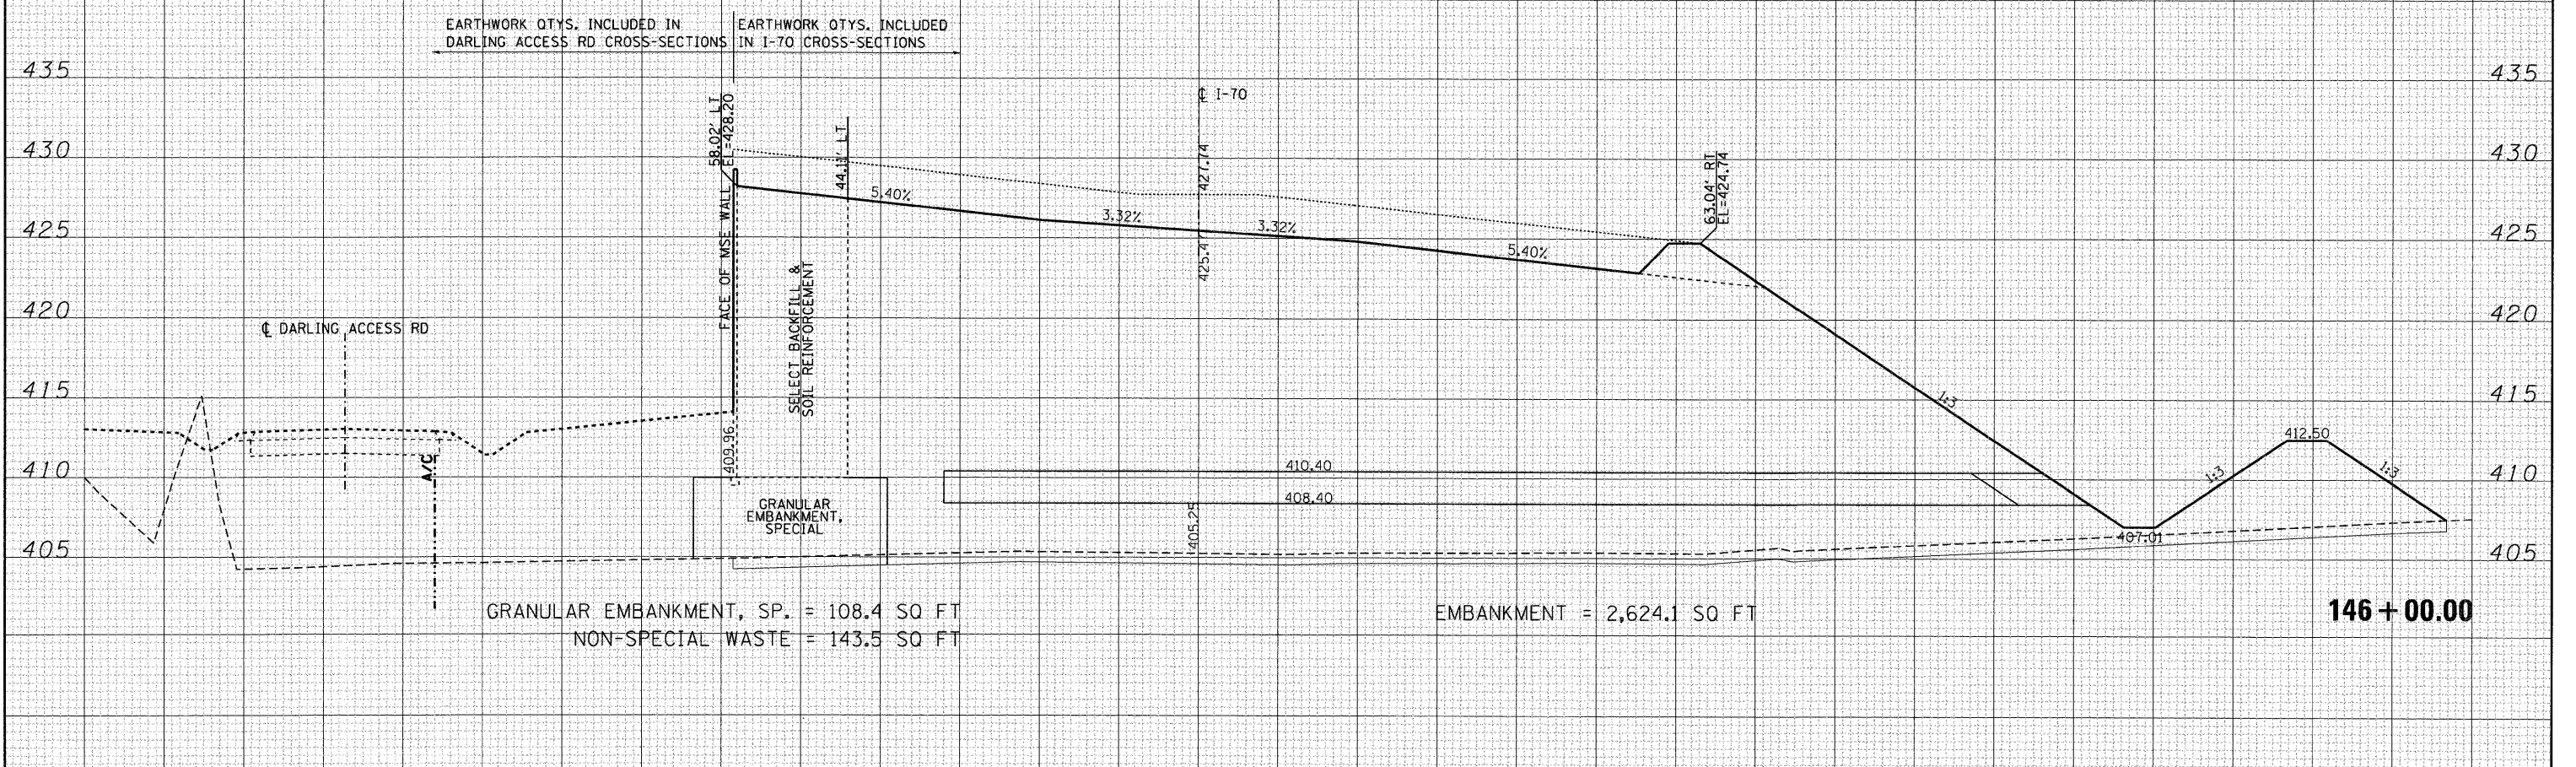 EARTHWORK QTYS. INCLUDED IN
DARLING ACCESS RD CROSS-SECTIONS
EARTHWORK QTYS. INCLUDED
IN I-70 CROSS-SECTIONS
435
435
℄ I-70
58.02' LT
EL=428.20
44.11' LT
430
427.74
63.04' RT
EL=424.74
430
5.40%
3.32%
3.32%
5.40%
425
425.47
425
FACE OF MSE WALL
SELECT BACKFILL &
SOIL REINFORCEMENT
420
420
℄ DARLING ACCESS RD
415
1:3
415
412.50
409.96
A/C
410
410.40
1:3
1:3
410
408.40
GRANULAR
EMBANKMENT,
SPECIAL
405.25
407.01
405
405
GRANULAR EMBANKMENT, SP. = 108.4 SQ FT
NON-SPECIAL WASTE = 143.5 SQ FT
EMBANKMENT = 2,624.1 SQ FT
146+00.00